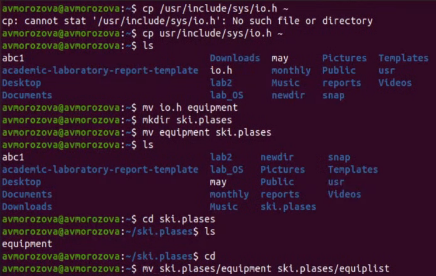 avmorozova@avmorozova:~$ cp /usr/include/sys/io.h ~
cp: cannot stat '/usr/include/sys/io.h': No such file or directory
avmorozova@avmorozova:~$ cp usr/include/sys/io.h ~
avmorozova@avmorozova:~$ ls
abc1 Downloads may Pictures Templates
academic-laboratory-report-template io.h monthly Public usr
Desktop lab2 Music reports Videos
Documents lab_OS newdir snap
avmorozova@avmorozova:~$ mv io.h equipment
avmorozova@avmorozova:~$ mkdir ski.plases
avmorozova@avmorozova:~$ mv equipment ski.plases
avmorozova@avmorozova:~$ ls
abc1 lab2 newdir snap
academic-laboratory-report-template lab_OS Pictures Templates
Desktop may Public usr
Documents monthly reports Videos
Downloads Music ski.plases
avmorozova@avmorozova:~$ cd ski.plases
avmorozova@avmorozova:~/ski.plases$ ls
equipment
avmorozova@avmorozova:~/ski.plases$ cd
avmorozova@avmorozova:~$ mv ski.plases/equipment ski.plases/equiplist